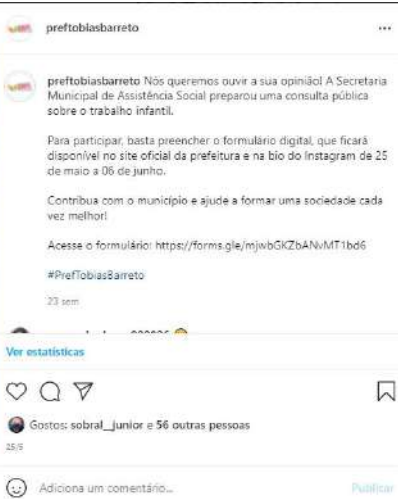 preftobiasbarreto
preftobiasbarreto Nós queremos ouvir a sua opinião! A Secretaria
Municipal de Assistência Social preparou uma consulta pública
sobre o trabalho infantil.
Para participar, basta preencher o formulário digital, que ficará
disponível no site oficial da prefeitura e na bio do Instagram de 25
de maio a 06 de junho.
Contribua com o município e ajude a formar uma sociedade cada
vez melhor!
Acesse o formulário: https://forms.gle/mjwbGKZbANvMT1bd6
#PrefTobiasBarreto
23 sem
Ver estatísticas
Gostos: sobral__junior e 56 outras pessoas
25/5
Adiciona um comentário...
Publicar